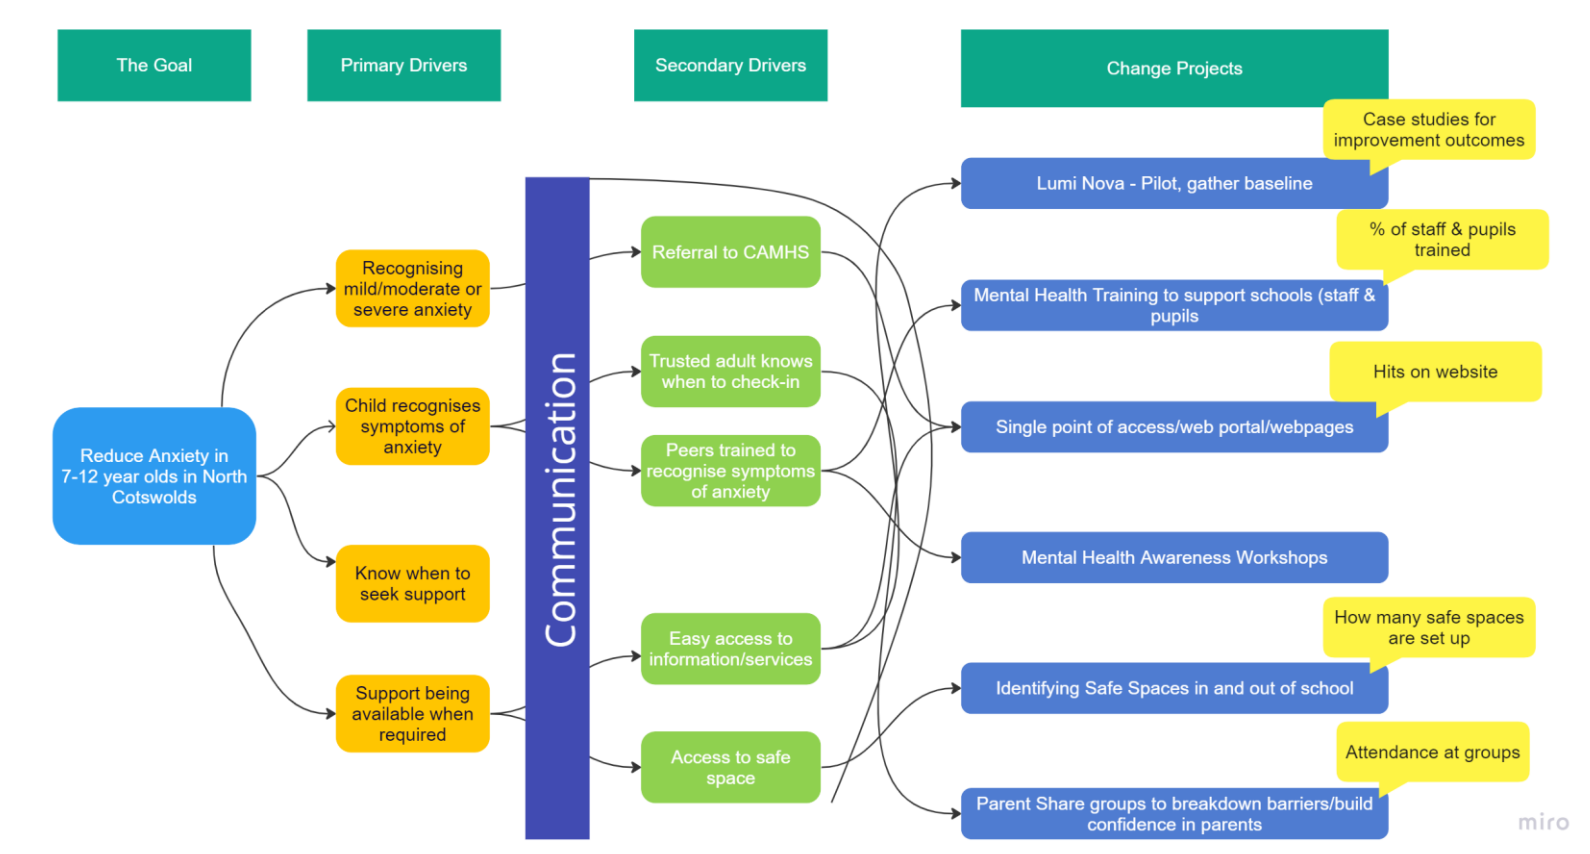 The Goal
Primary Drivers
Secondary Drivers
Change Projects
Reduce Anxiety in
7-12 year olds in North
Cotswolds
Recognising
mild/moderate or
severe anxiety
Child recognises
symptoms of
anxiety
Know when to
seek support
Support being
available when
required
Communication
Referral to CAMHS
Trusted adult knows
when to check-in
Peers trained to
recognise symptoms
of anxiety
Easy access to
information/services
Access to safe
space
Case studies for
improvement outcomes
Lumi Nova - Pilot, gather baseline
% of staff & pupils
trained
Mental Health Training to support schools (staff &
pupils
Hits on website
Single point of access/web portal/webpages
Mental Health Awareness Workshops
How many safe spaces
are set up
Identifying Safe Spaces in and out of school
Attendance at groups
Parent Share groups to breakdown barriers/build
confidence in parents
miro